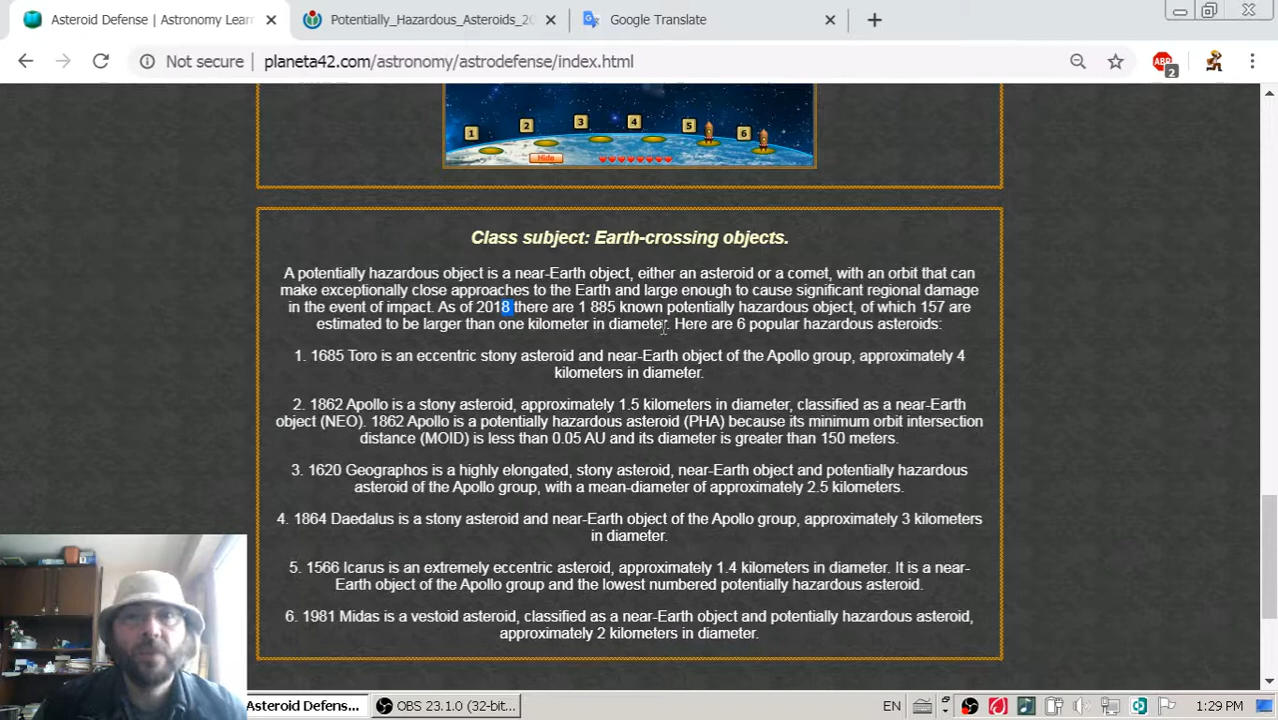 Asteroid Defense | Astronomy Lear
Potentially_Hazardous_Asteroids_20
Google Translate
Not secure planeta42.com/astronomy/astrodefense/index.html
ABP
2
1 2 3 4 5 6
Hide
Class subject: Earth-crossing objects.
A potentially hazardous object is a near-Earth object, either an asteroid or a comet, with an orbit that can
make exceptionally close approaches to the Earth and large enough to cause significant regional damage
in the event of impact. As of 2018 there are 1 885 known potentially hazardous object, of which 157 are
estimated to be larger than one kilometer in diameter. Here are 6 popular hazardous asteroids:
1. 1685 Toro is an eccentric stony asteroid and near-Earth object of the Apollo group, approximately 4
kilometers in diameter.
2. 1862 Apollo is a stony asteroid, approximately 1.5 kilometers in diameter, classified as a near-Earth
object (NEO). 1862 Apollo is a potentially hazardous asteroid (PHA) because its minimum orbit intersection
distance (MOID) is less than 0.05 AU and its diameter is greater than 150 meters.
3. 1620 Geographos is a highly elongated, stony asteroid, near-Earth object and potentially hazardous
asteroid of the Apollo group, with a mean-diameter of approximately 2.5 kilometers.
4. 1864 Daedalus is a stony asteroid and near-Earth object of the Apollo group, approximately 3 kilometers
in diameter.
5. 1566 Icarus is an extremely eccentric asteroid, approximately 1.4 kilometers in diameter. It is a near-
Earth object of the Apollo group and the lowest numbered potentially hazardous asteroid.
6. 1981 Midas is a vestoid asteroid, classified as a near-Earth object and potentially hazardous asteroid,
approximately 2 kilometers in diameter.
Asteroid Defens...
OBS 23.1.0 (32-bit...
EN
1:29 PM